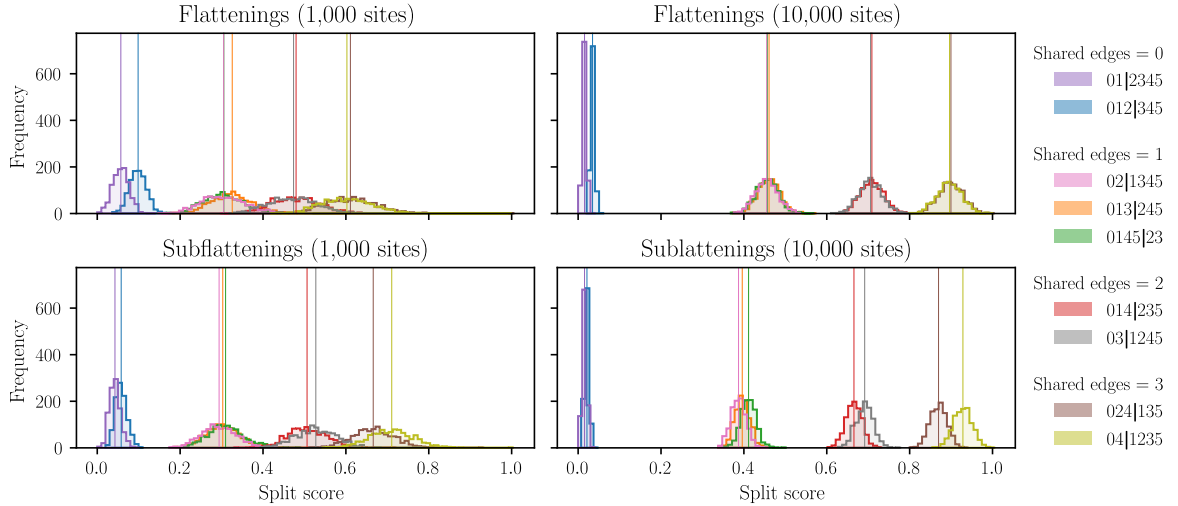 Flattenings (1,000 sites)
Flattenings (10,000 sites)
Frequency
600
400
200
0
Subflattenings (1,000 sites)
Sublattenings (10,000 sites)
Frequency
600
400
200
0
0.0 0.2 0.4 0.6 0.8 1.0
0.0 0.2 0.4 0.6 0.8 1.0
Split score
Split score
Shared edges = 0
01|2345
012|345
Shared edges = 1
02|1345
013|245
0145|23
Shared edges = 2
014|235
03|1245
Shared edges = 3
024|135
04|1235